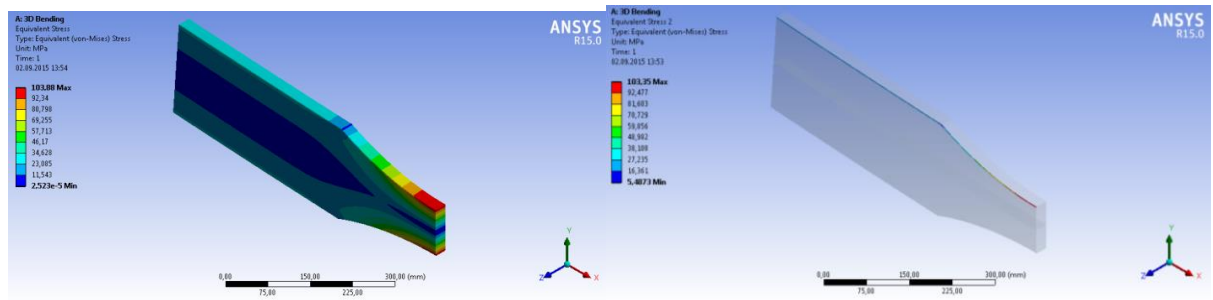 A: 3D Bending
Equivalent Stress
Type: Equivalent (von-Mises) Stress
Unit: MPa
Time: 1
02.09.2015 13:54
103,88 Max
92,34
80,798
69,255
57,713
46,17
34,628
23,085
11,543
2,523e-5 Min
ANSYS
R15.0
Y
Z
X
0,00
150,00
300,00 (mm)
75,00
225,00
A: 3D Bending
Equivalent Stress 2
Type: Equivalent (von-Mises) Stress
Unit: MPa
Time: 1
02.09.2015 13:53
103,35 Max
92,477
81,603
70,729
59,856
48,982
38,108
27,235
16,361
5,4873 Min
ANSYS
R15.0
Y
Z
X
0,00
150,00
300,00 (mm)
75,00
225,00